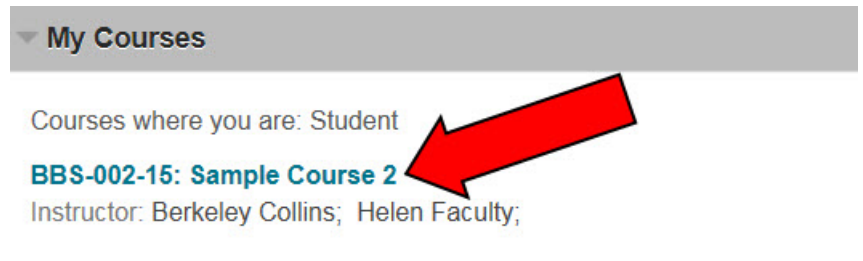 My Courses
Courses where you are: Student
BBS-002-15: Sample Course 2
Instructor: Berkeley Collins; Helen Faculty;